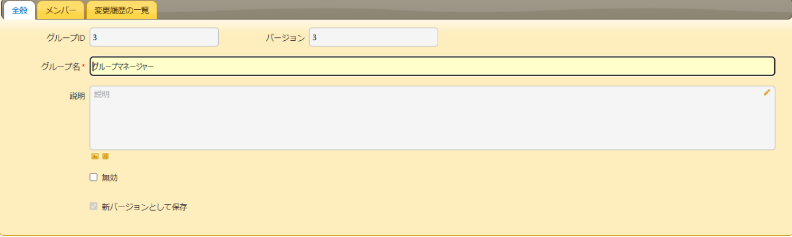 全般 メンバー 変更履歴の一覧
グループID 3 バージョン 3
グループ名* グループマネージャー
説明 説明
無効
新バージョンとして保存